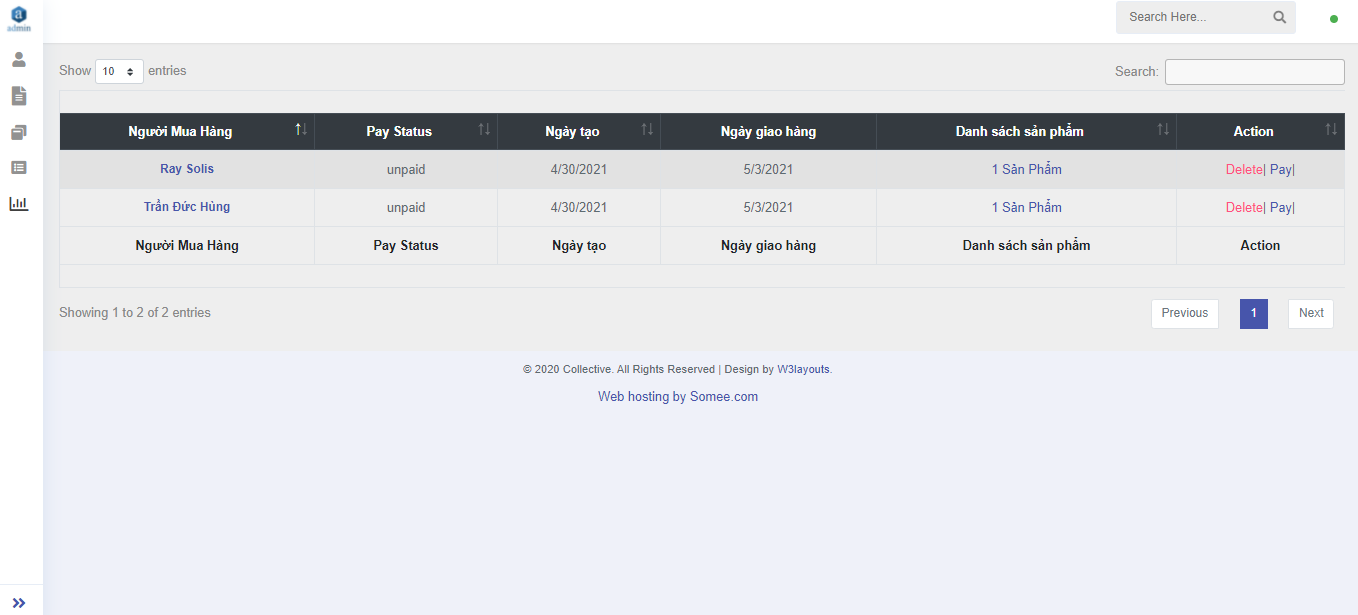 a
admin
Search Here...
Show 10 entries
Search:
Người Mua Hàng Pay Status Ngày tạo Ngày giao hàng Danh sách sản phẩm Action
Ray Solis unpaid 4/30/2021 5/3/2021 1 Sản Phẩm Delete| Pay|
Trần Đức Hùng unpaid 4/30/2021 5/3/2021 1 Sản Phẩm Delete| Pay|
Người Mua Hàng Pay Status Ngày tạo Ngày giao hàng Danh sách sản phẩm Action
Showing 1 to 2 of 2 entries
Previous 1 Next
© 2020 Collective. All Rights Reserved | Design by W3layouts.
Web hosting by Somee.com